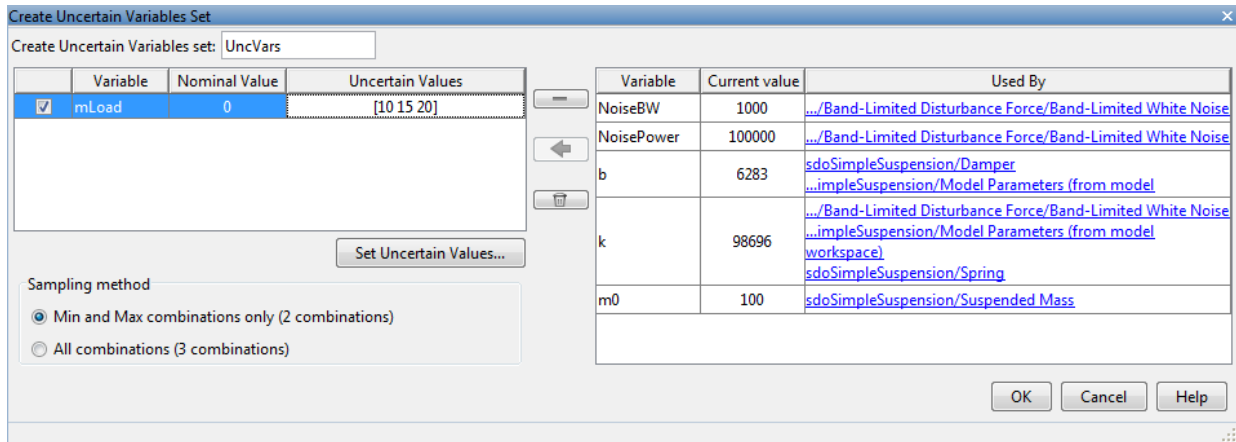 Create Uncertain Variables Set
Create Uncertain Variables set: UncVars
Variable Nominal Value Uncertain Values
mLoad 0 [10 15 20]
Set Uncertain Values...
Sampling method
Min and Max combinations only (2 combinations)
All combinations (3 combinations)
Variable Current value Used By
NoiseBW 1000 .../Band-Limited Disturbance Force/Band-Limited White Noise
NoisePower 100000 .../Band-Limited Disturbance Force/Band-Limited White Noise
b 6283 sdoSimpleSuspension/Damper
...impleSuspension/Model Parameters (from model
k 98696 .../Band-Limited Disturbance Force/Band-Limited White Noise
...impleSuspension/Model Parameters (from model
workspace)
sdoSimpleSuspension/Spring
m0 100 sdoSimpleSuspension/Suspended Mass
OK Cancel Help